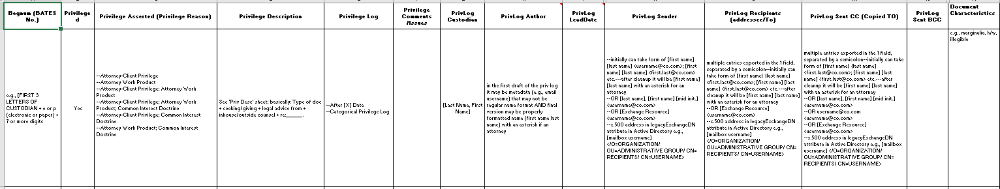 Begnum (BATES
No.)
Privilege
d
Privilege Asserted (Privilege Reason)
Privilege Description
Privilege Log
Privilege
Comments
/Issues
PrivLog
Custodian
PrivLog Author
PrivLog
LeadDate
PrivLog Sender
PrivLog Recipients
(addressee/To)
PrivLog Sent CC (Copied TO)
PrivLog
Sent BCC
Document
Characteristics
e.g., [FIRST 3
LETTERS OF
CUSTODIAN + e or p
(electronic or paper) +
7 or more digits
Yes
--Attorney-Client Privilege
--Attorney Work Product
--Attorney-Client Privilege; Attorney Work
Product
--Attorney-Client Privilege; Attorney Work
Product; Common Interest Doctrine
--Attorney-Client Privilege; Common Interest
Doctrine
--Attorney Work Product; Common Interest
Doctrine
See 'Priv Desc' sheet; basically: Type of doc
+ seeking/giving + legal advice from +
inhouse/outside counsel + re:______.
--After [X] Date
--Categorical Privilege Log
[Last Name, First
Name]
in the first draft of the priv log
it may be metadata (e.g., email
username) that may not be
regular name format AND final
version may be properly
formatted name (first name last
name) with an asterisk if an
attorney
--initially can take form of [first name]
[last name] <username@co.com>; [first
name] [last name] <first.last@co.com>
etc.---after cleanup it will be [first name]
[last name] with an asterisk for an
attorney
--OR [last name], [first name] [mid init.]
<username@co.com>
--OR [Exchange Resource]
<username@co.com>
--x.500 address in legacyExchangeDN
attribute in Active Directory e.g.,
[mailbox username]
</O=ORGANIZATION/
OU=ADMINISTRATIVE GROUP/ CN=
RECIPIENTS/ CN=USERNAME>
multiple entries exported in the 1 field,
separated by a semicolon--initially can
take form of [first name} {last name]
<first.last@co.com>; [first name] [last
name] <first.last@co.com> etc.---after
cleanup it will be [first name] [last name]
with an asterisk for an attorney
--OR [Exchange Resource]
<username@co.com>
--x.500 address in legacyExchangeDN
attribute in Active Directory e.g.,
[mailbox username]
</O=ORGANIZATION/
OU=ADMINISTRATIVE GROUP/ CN=
RECIPIENTS/ CN=USERNAME>
multiple entries exported in the 1 field,
separated by a semicolon--initially can take
form of [first name} {last name]
<first.last@co.com>; [first name] [last
name] <first.last@co.com> etc.---after
cleanup it will be [first name] [last name]
with an asterisk for an attorney
--OR [last name], [first name] [mid init.]
<username@co.com>
--OR username@co.com
<username@co.com>
--OR [Exchange Resource]
<username@co.com>
--x.500 address in legacyExchangeDN
attribute in Active Directory e.g., [mailbox
username] </O=ORGANIZATION/
OU=ADMINISTRATIVE GROUP/ CN=
RECIPIENTS/ CN=USERNAME>
e.g., marginalia, h/w,
illegible